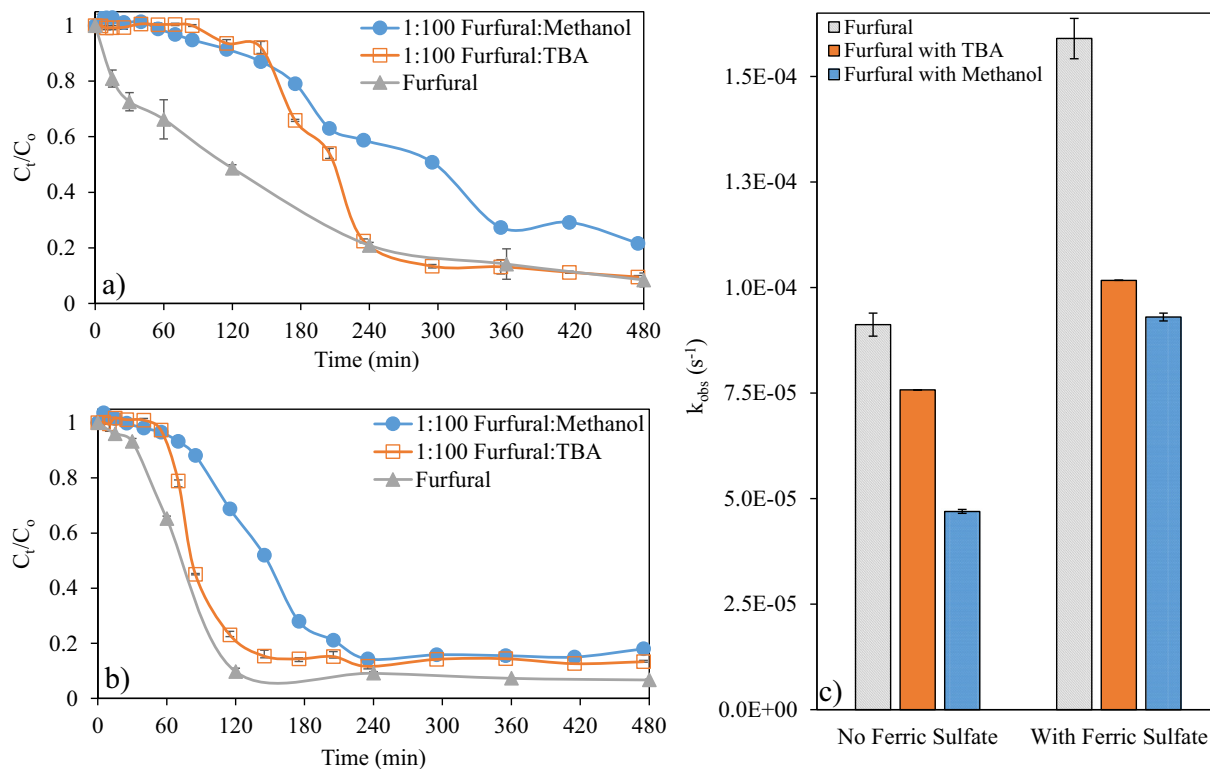 1:100 Furfural:Methanol
1:100 Furfural:TBA
Furfural
Ct/Co
1
0.8
0.6
0.4
0.2
0
a)
0 60 120 180 240 300 360 420 480
Time (min)
1:100 Furfural:Methanol
1:100 Furfural:TBA
Furfural
Ct/Co
1
0.8
0.6
0.4
0.2
0
b)
0 60 120 180 240 300 360 420 480
Time (min)
Furfural
Furfural with TBA
Furfural with Methanol
kobs (s-1)
1.5E-04
1.3E-04
1.0E-04
7.5E-05
5.0E-05
2.5E-05
0.0E+00
c)
No Ferric Sulfate With Ferric Sulfate